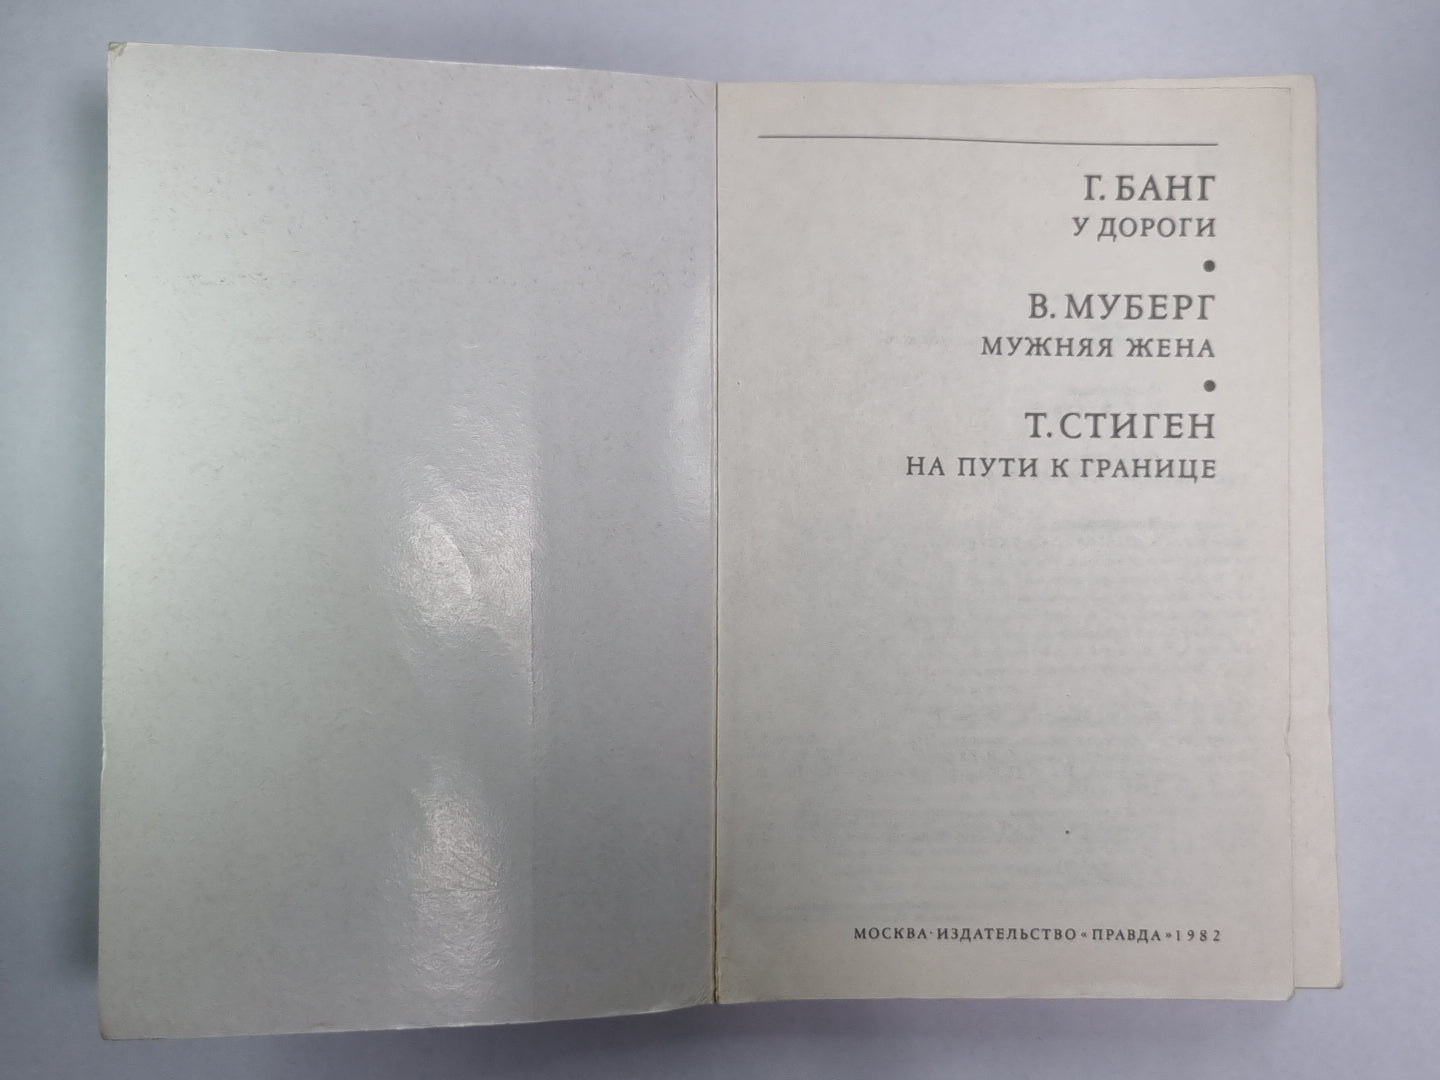 Г. БАНГ
У ДОРОГИ
•
В. МУБЕРГ
МУЖНЯЯ ЖЕНА
•
Т. СТИГЕН
НА ПУТИ К ГРАНИЦЕ
МОСКВА · ИЗДАТЕЛЬСТВО «ПРАВДА» 1982